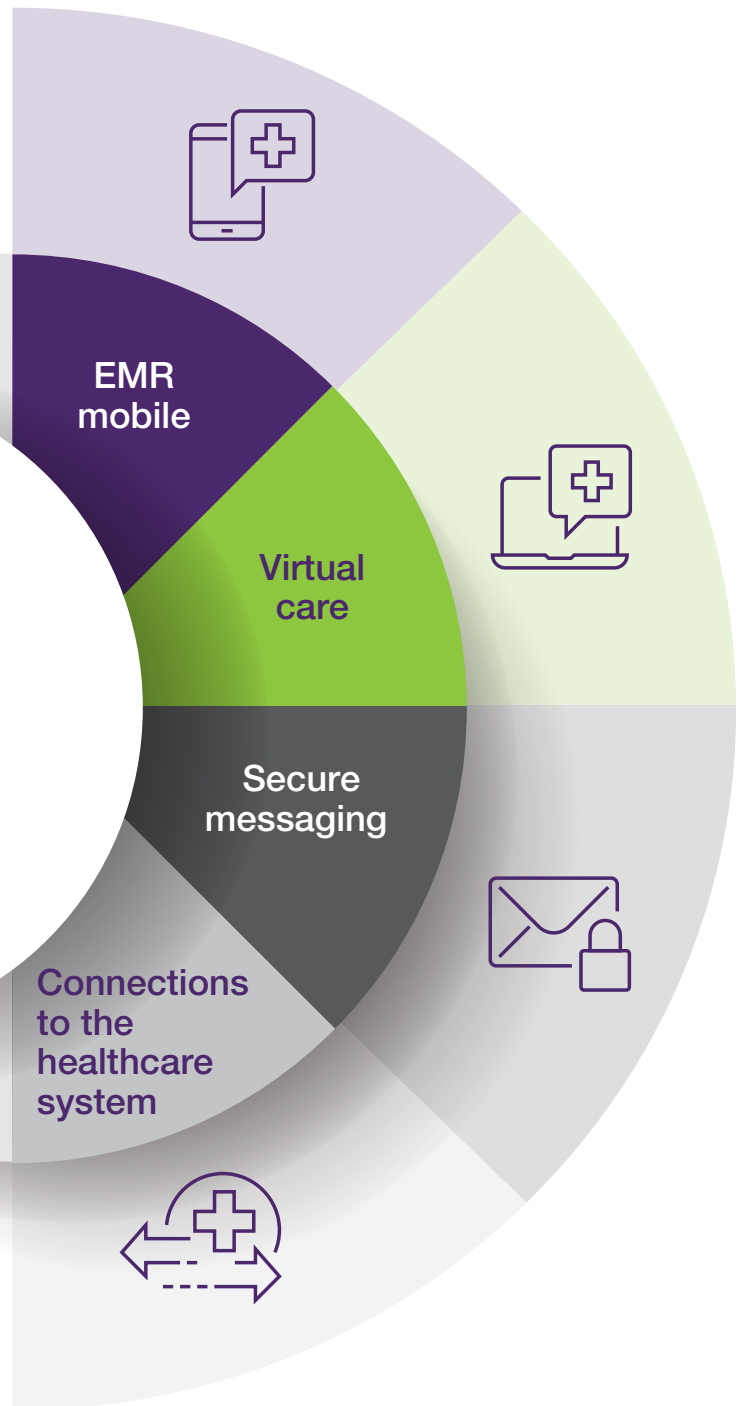 EMR
mobile
Virtual
care
Secure
messaging
Connections
to the
healthcare
system